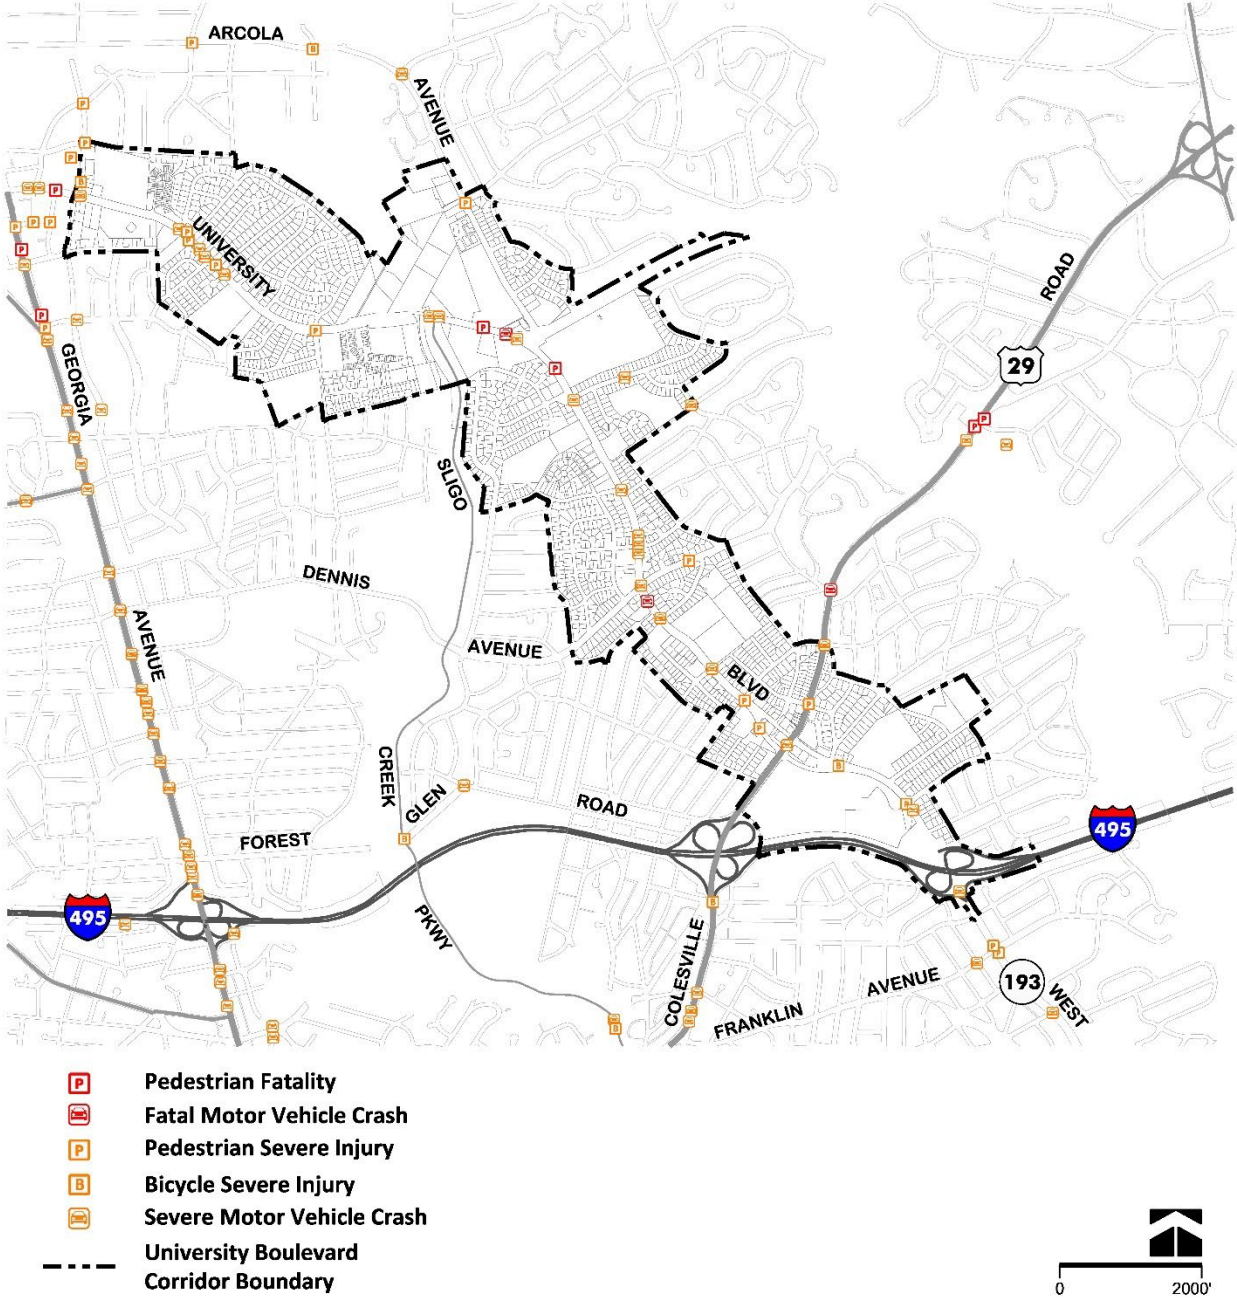 ARCOLA
AVENUE
UNIVERSITY
ROAD
29
GEORGIA
AVENUE
SLIGO
CREEK
PKWY
DENNIS
AVENUE
BLVD
FOREST
GLEN
ROAD
495
495
COLESVILLE
FRANKLIN
AVENUE
193
WEST
P Pedestrian Fatality
Fatal Motor Vehicle Crash
P Pedestrian Severe Injury
B Bicycle Severe Injury
Severe Motor Vehicle Crash
University Boulevard
Corridor Boundary
0 2000'